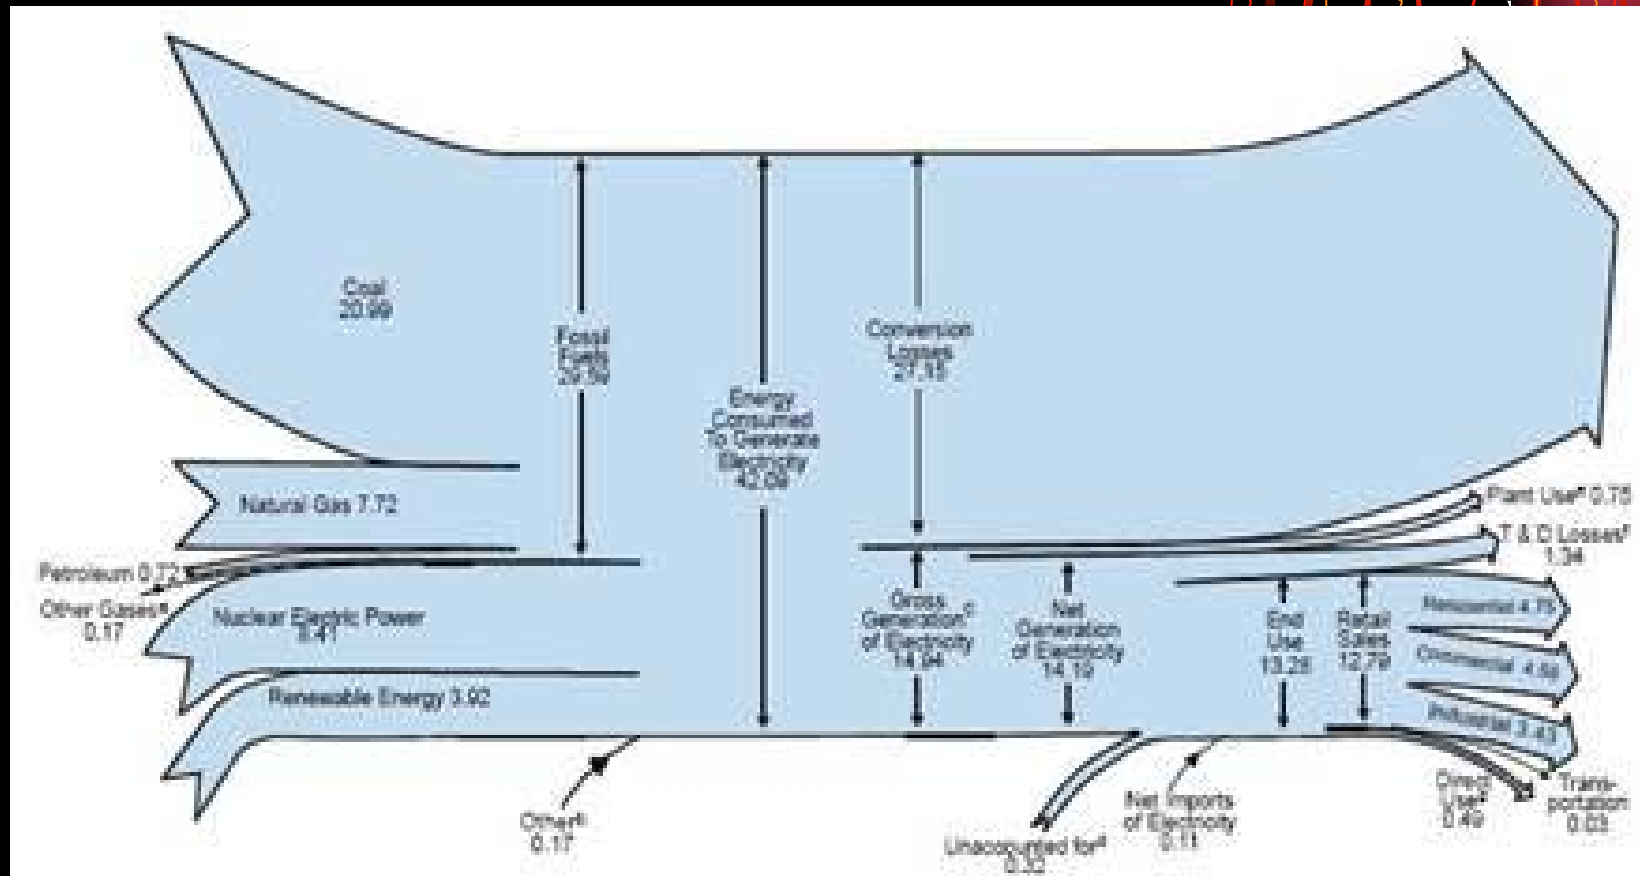 Coal
20.99
Natural Gas 7.72
Petroleum 0.72
Other Gases
0.17
Nuclear Electric Power
8.41
Renewable Energy 3.92
Other
0.17
Fossil
Fuels
29.59
Energy
Consumed
To Generate
Electricity
42.09
Conversion
Losses
27.15
Gross
Generation
of Electricity
14.94
Net
Generation
of Electricity
14.19
Unaccounted for
0.32
Net Imports
of Electricity
0.11
End
Use
13.28
Retail
Sales
12.79
Plant Use 0.75
T & D Losses
1.34
Residential 4.75
Commercial 4.58
Industrial 3.43
Direct
Use
0.49
Trans-
portation
0.03